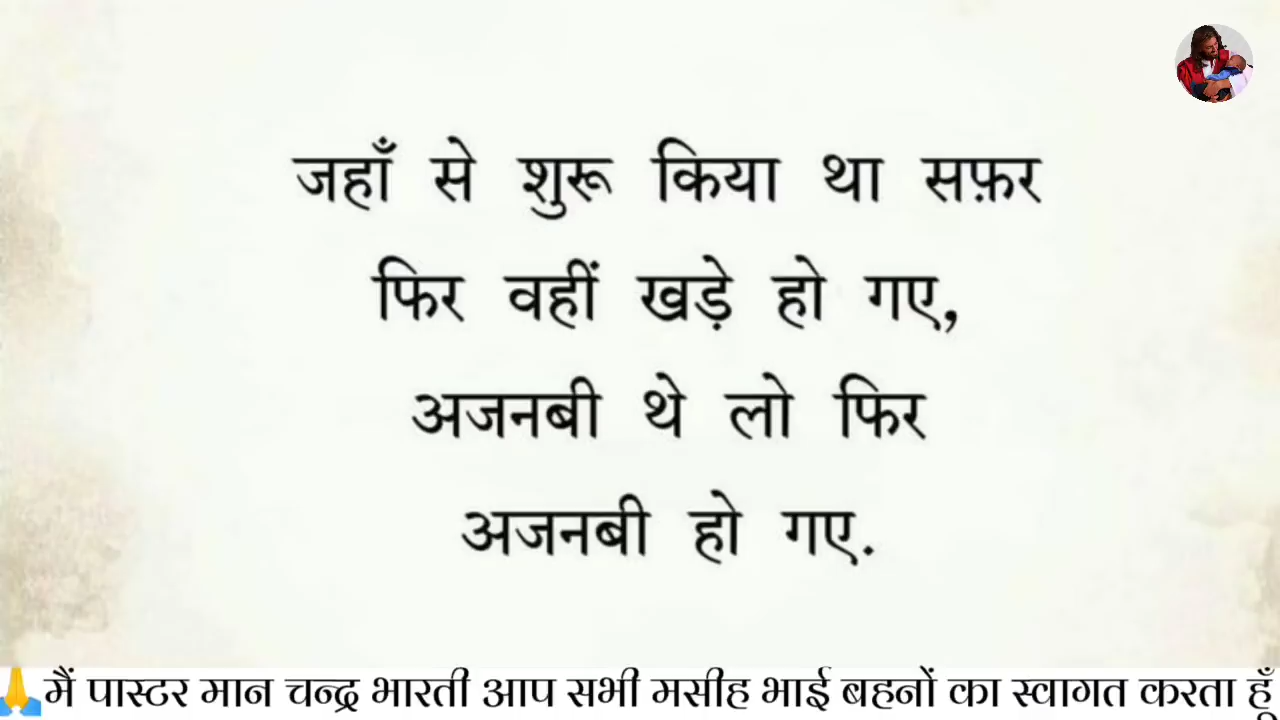 जहाँ से शुरू किया था सफ़र
फिर वहीं खड़े हो गए,
अजनबी थे लो फिर
अजनबी हो गए.
🙏मैं पास्टर मान चन्द्र भारती आप सभी मसीह भाई बहनों का स्वागत करता हूँ